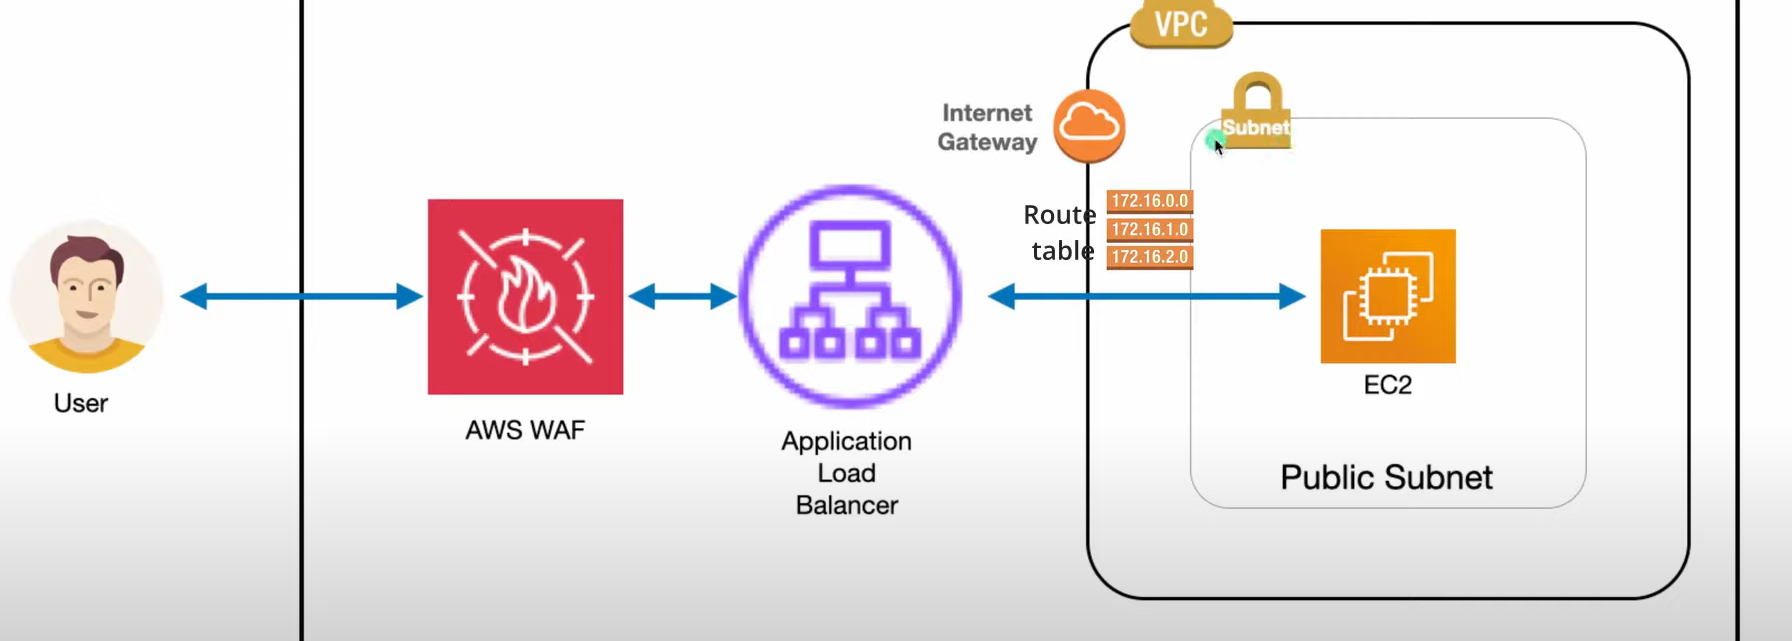 VPC
Internet
Gateway
Subnet
Route
table
172.16.0.0
172.16.1.0
172.16.2.0
User
AWS WAF
Application
Load
Balancer
EC2
Public Subnet